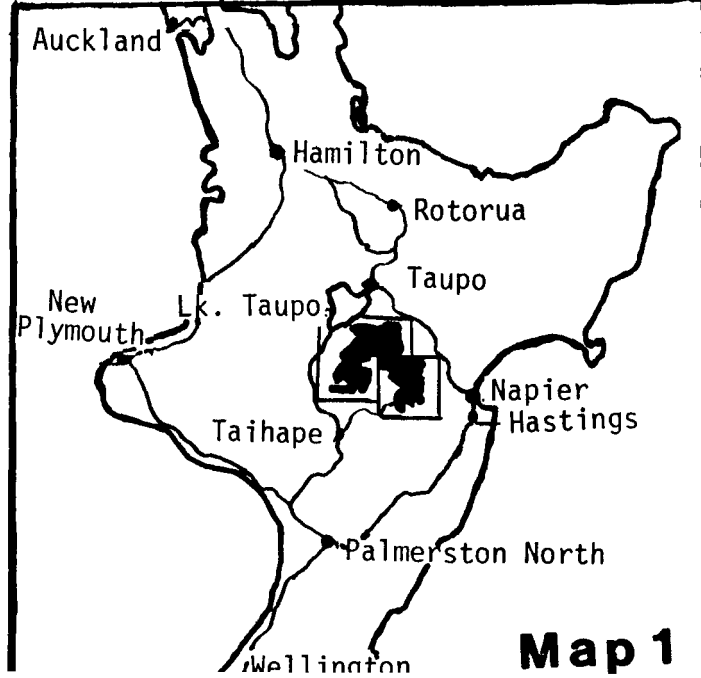 Auckland
Hamilton
Rotorua
Taupo
New
Plymouth
Lk. Taupo
Napier
Hastings
Taihape
Palmerston North
Wellington
Map 1